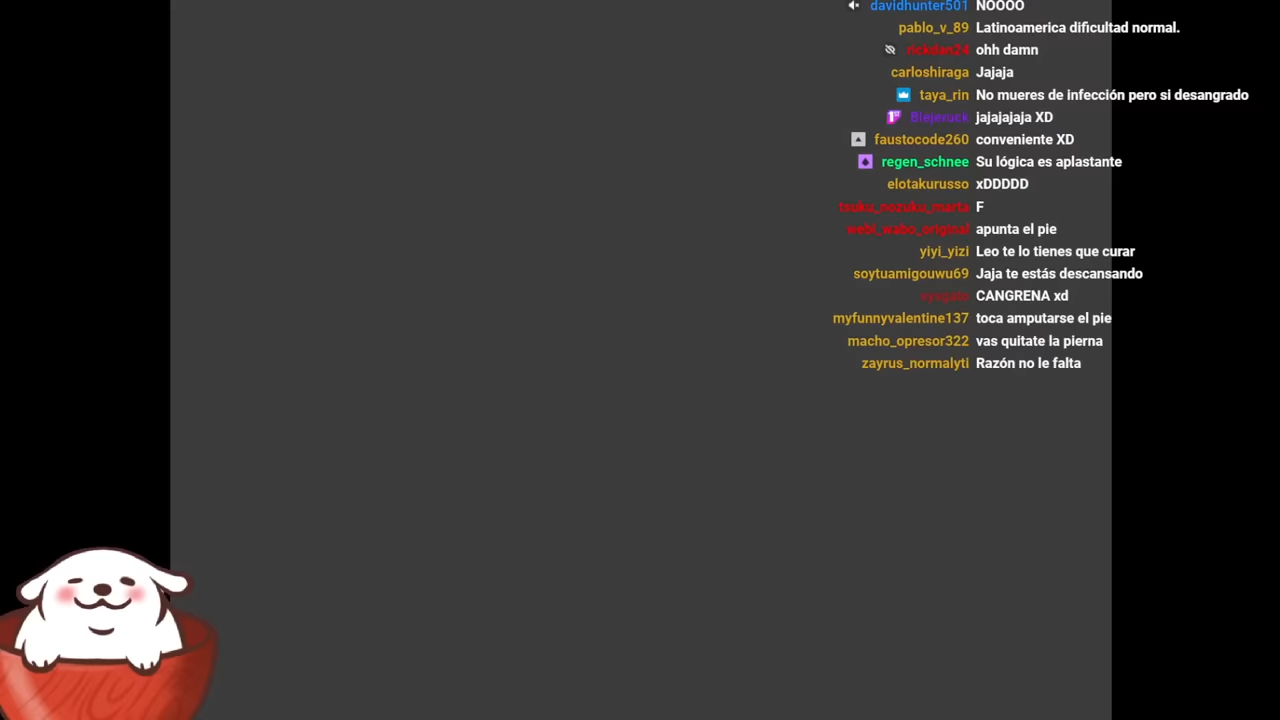 davidhunter501 NOOOO
pablo_v_89 Latinoamerica dificultad normal.
rickdan24 ohh damn
carloshiraga Jajaja
taya_rin No mueres de infección pero si desangrado
jajajajaja XD
faustocode260 conveniente XD
regen_schnee Su lógica es aplastante
elotakurusso xDDDDD
tsuku_nozuku_marta F
webi_wabo_original apunta el pie
yiyi_yizi Leo te lo tienes que curar
soytuamigouwu69 Jaja te estás descansando
CANGRENA xd
myfunnyvalentine137 toca amputarse el pie
macho_opresor322 vas quitate la pierna
zayrus_normalyti Razón no le falta